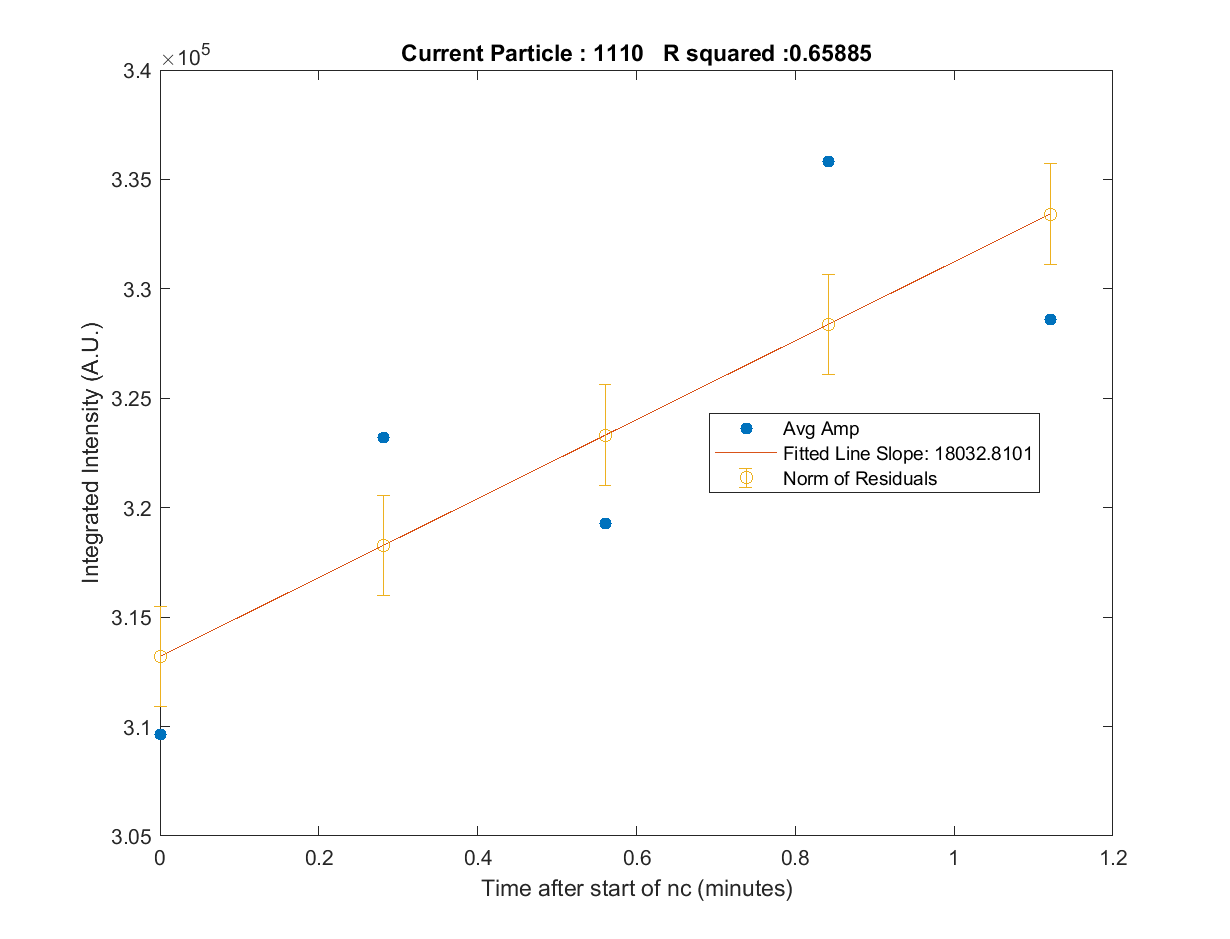 Current Particle : 1110 R squared :0.65885
×10^5
3.4
3.35
3.3
3.25
3.2
3.15
3.1
3.05
Integrated Intensity (A.U.)
Avg Amp
Fitted Line Slope: 18032.8101
Norm of Residuals
0 0.2 0.4 0.6 0.8 1 1.2
Time after start of nc (minutes)